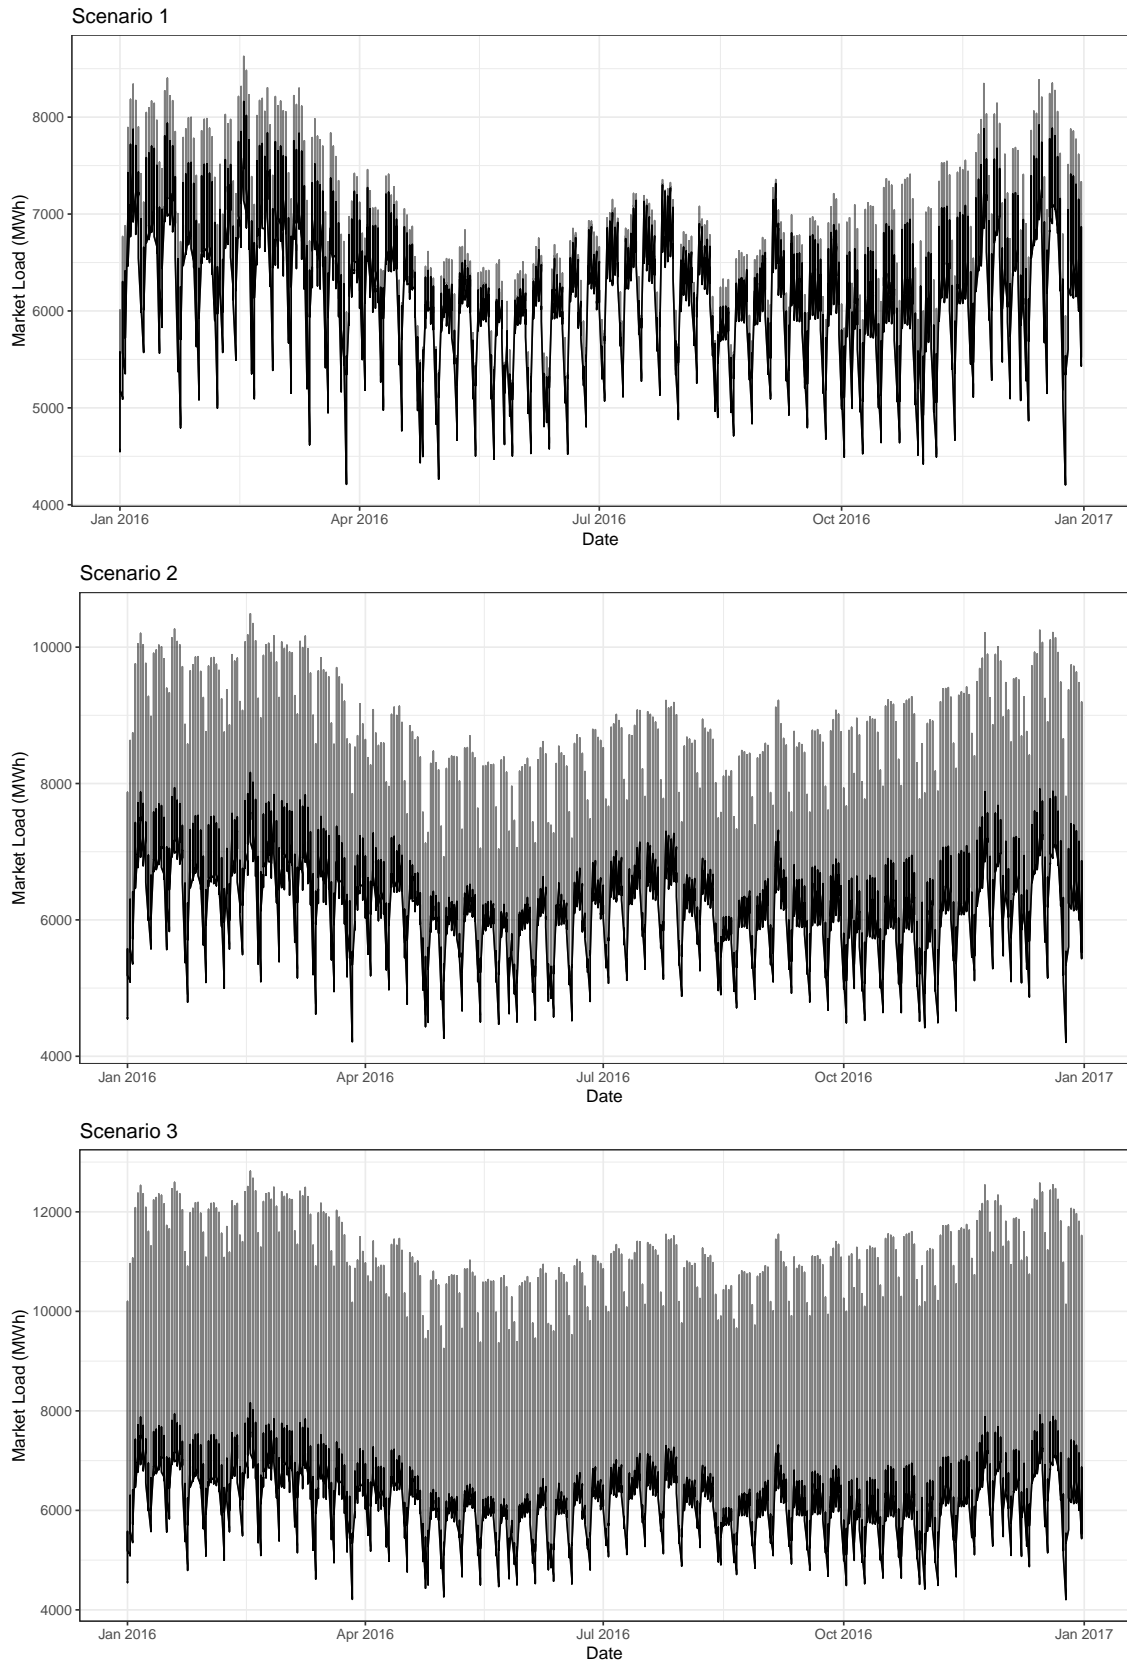 Scenario 1
Market Load (MWh)
8000
7000
6000
5000
4000
Jan 2016
Apr 2016
Jul 2016
Oct 2016
Jan 2017
Date
Scenario 2
Market Load (MWh)
10000
8000
6000
4000
Jan 2016
Apr 2016
Jul 2016
Oct 2016
Jan 2017
Date
Scenario 3
Market Load (MWh)
12000
10000
8000
6000
4000
Jan 2016
Apr 2016
Jul 2016
Oct 2016
Jan 2017
Date